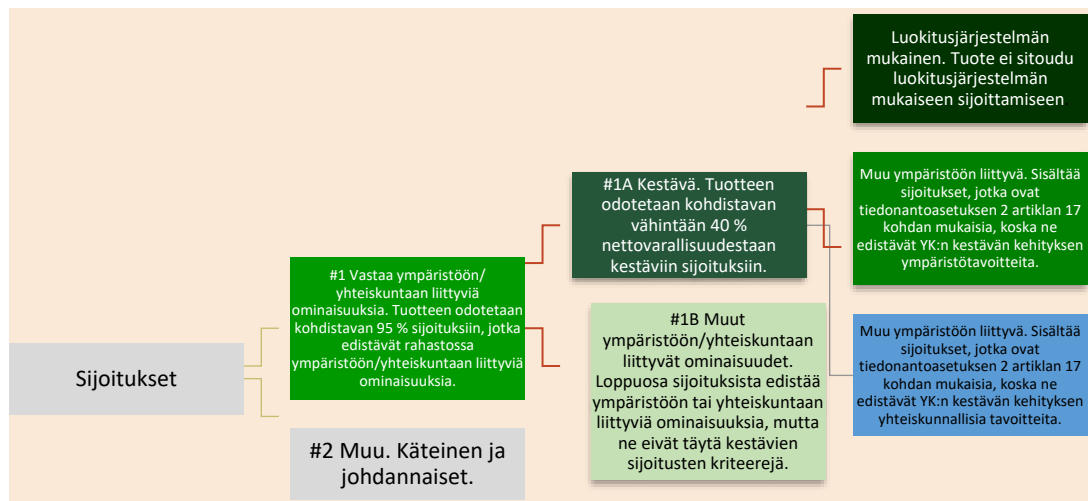 Sijoitukset
#1 Vastaa ympäristöön/
yhteiskuntaan liittyviä
ominaisuuksia. Tuotteen odotetaan
kohdistavan 95 % sijoituksiin, jotka
edistävät rahastossa
ympäristöön/yhteiskuntaan liittyviä
ominaisuuksia.
#2 Muu. Käteinen ja
johdannaiset.
#1A Kestävä. Tuotteen
odotetaan kohdistavan
vähintään 40 %
nettovarallisuudestaan
kestäviin sijoituksiin.
#1B Muut
ympäristöön/yhteiskuntaan
liittyvät ominaisuudet.
Loppuosa sijoituksista edistää
ympäristöön tai yhteiskuntaan
liittyviä ominaisuuksia, mutta
ne eivät täytä kestävien
sijoitusten kriteerejä.
Luokitusjärjestelmän
mukainen. Tuote ei sitoudu
luokitusjärjestelmän
mukaiseen sijoittamiseen.
Muu ympäristöön liittyvä. Sisältää
sijoitukset, jotka ovat
tiedonantoasetuksen 2 artiklan 17
kohdan mukaisia, koska ne
edistävät YK:n kestävän kehityksen
ympäristötavoitteita.
Muu ympäristöön liittyvä. Sisältää
sijoitukset, jotka ovat
tiedonantoasetuksen 2 artiklan 17
kohdan mukaisia, koska ne
edistävät YK:n kestävän kehityksen
yhteiskunnallisia tavoitteita.